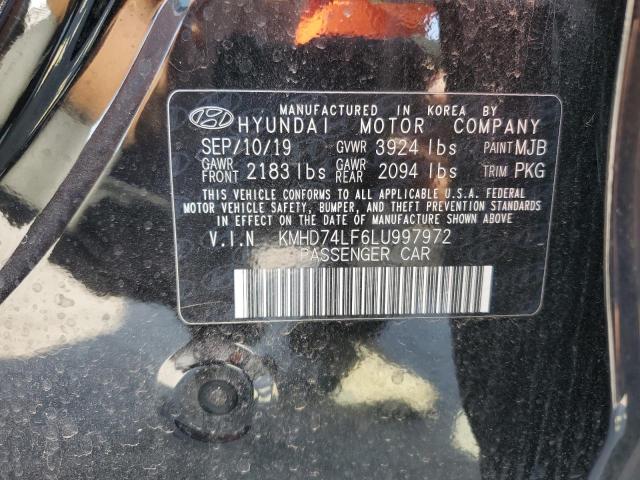 MANUFACTURED IN KOREA BY
HYUNDAI MOTOR COMPANY
SEP/10/19 GVWR 3924 lbs PAINT MJB
GAWR FRONT 2183 lbs GAWR REAR 2094 lbs TRIM PKG
THIS VEHICLE CONFORMS TO ALL APPLICABLE U.S.A. FEDERAL
MOTOR VEHICLE SAFETY, BUMPER, AND THEFT PREVENTION STANDARDS
IN EFFECT ON THE DATE OF MANUFACTURE SHOWN ABOVE.
V.I.N KMHD74LF6LU997972
PASSENGER CAR